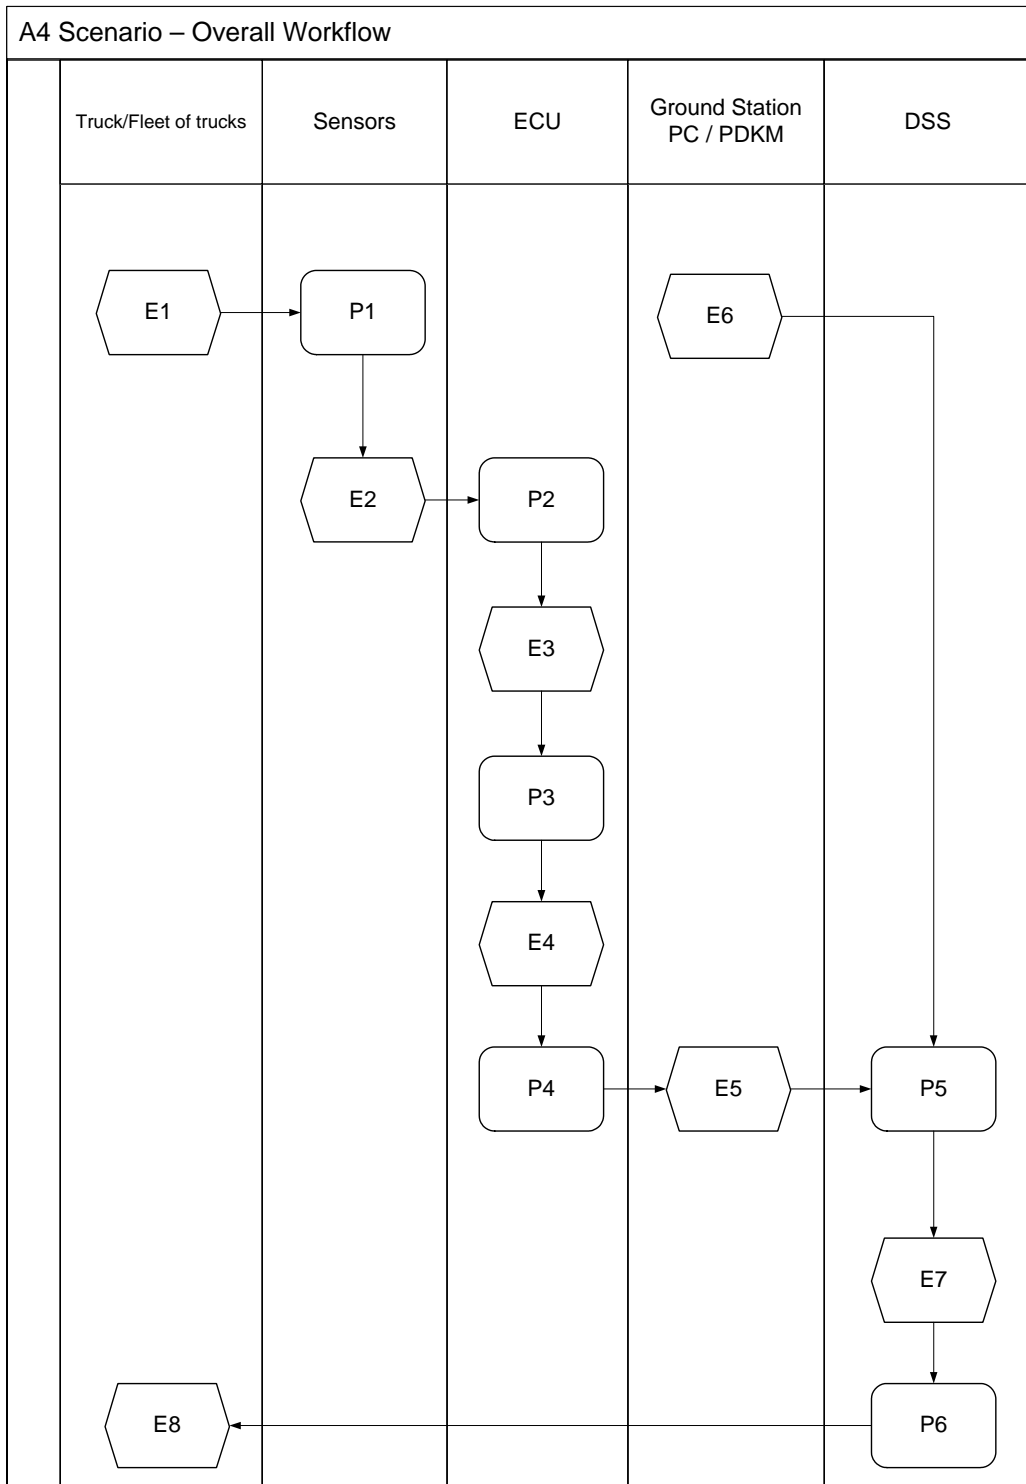 A4 Scenario – Overall Workflow
Truck/Fleet of trucks
Sensors
ECU
Ground Station
PC / PDKM
DSS
E1
P1
E6
E2
P2
E3
P3
E4
P4
E5
P5
E7
E8
P6